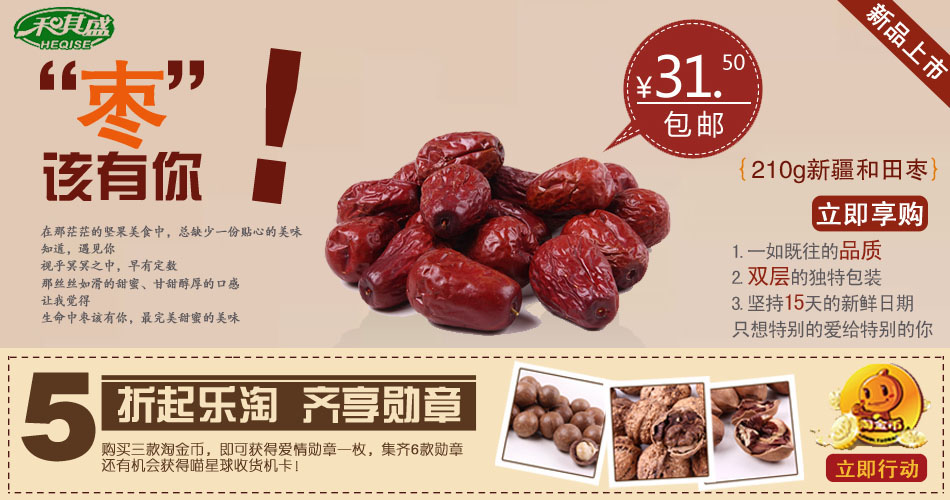 禾其盛
HEQISE
“枣”
该有你！
在那茫茫的坚果美食中，总缺少一份贴心的美味
知道，遇见你
视乎冥冥之中，早有定数
那丝丝如滑的甜蜜、甘甜醇厚的口感
让我觉得
生命中枣该有你，最完美甜蜜的美味
¥31.50
包邮
新品上市
{210g新疆和田枣}
立即享购
1.一如既往的品质
2.双层的独特包装
3.坚持15天的新鲜日期
只想特别的爱给特别的你
5折起乐淘 齐享勋章
购买三款淘金币，即可获得爱情勋章一枚，集齐6款勋章
还有机会获得喵星球收货机卡！
淘金币
立即行动